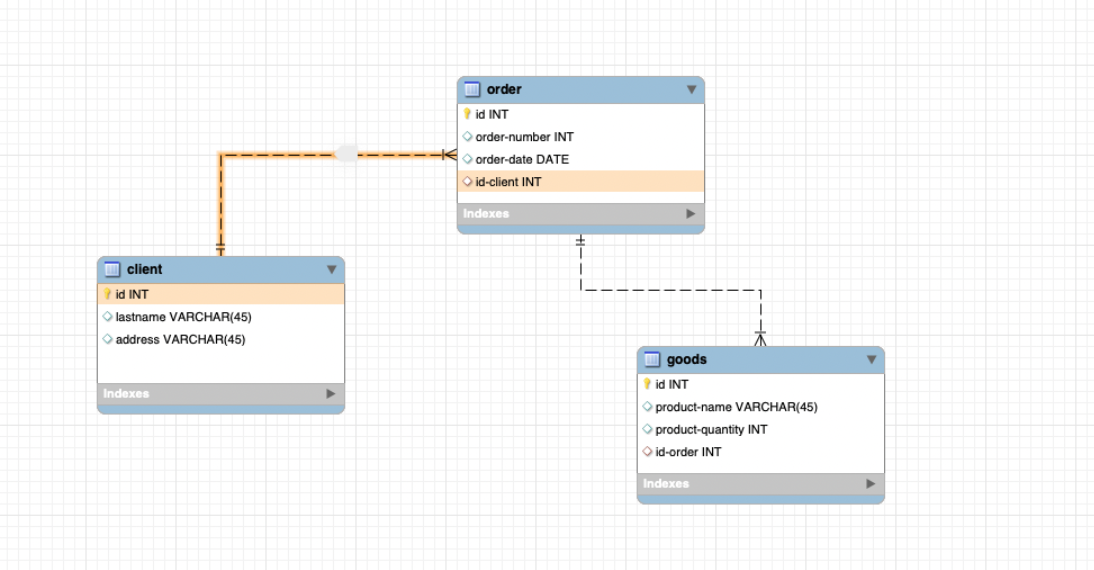 order
id INT
order-number INT
order-date DATE
id-client INT
Indexes
client
id INT
lastname VARCHAR(45)
address VARCHAR(45)
Indexes
goods
id INT
product-name VARCHAR(45)
product-quantity INT
id-order INT
Indexes